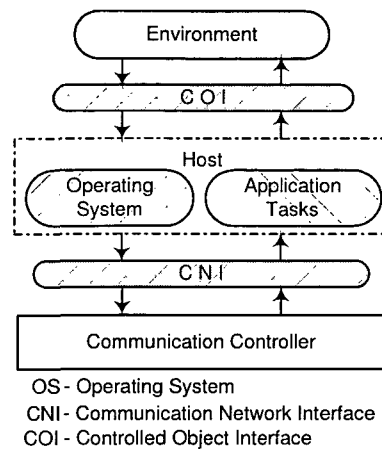 Environment
COI
Host
Operating
System
Application
Tasks
CNI
Communication Controller
OS - Operating System
CNI - Communication Network Interface
COI - Controlled Object Interface